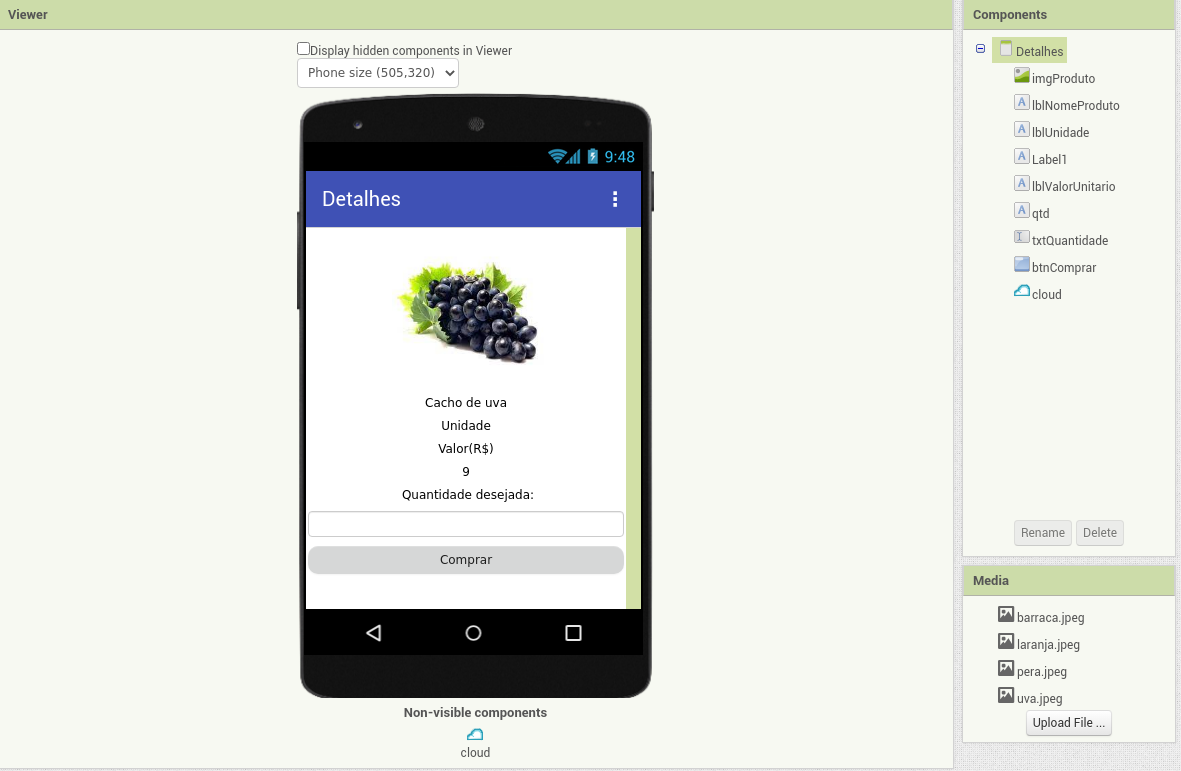 Viewer
Display hidden components in Viewer
Phone size (505,320)
9:48
Detalhes
Cacho de uva
Unidade
Valor(R$)
9
Quantidade desejada:
Comprar
Non-visible components
cloud
Components
Detalhes
imgProduto
A lblNomeProduto
A lblUnidade
A Label1
A lblValorUnitario
A qtd
txtQuantidade
btnComprar
cloud
Rename Delete
Media
barraca.jpeg
laranja.jpeg
pera.jpeg
uva.jpeg
Upload File ...